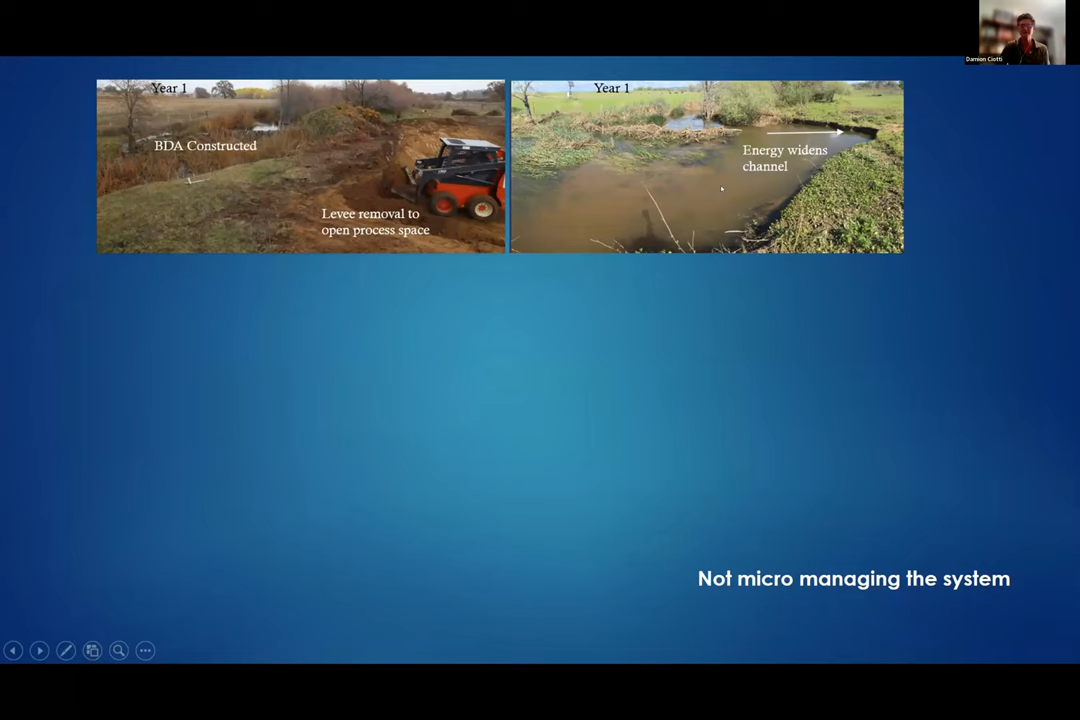 Damion Ciotti
Year 1
BDA Constructed
Levee removal to
open process space
Year 1
Energy widens
channel
Not micro managing the system